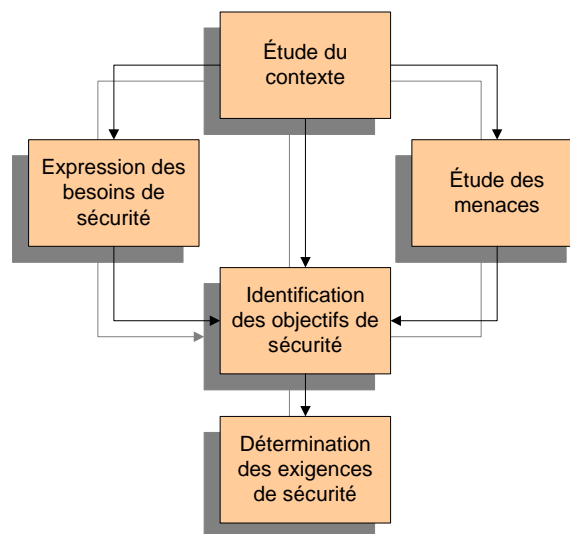 Étude du
contexte
Expression des
besoins de
sécurité
Étude des
menaces
Identification
des objectifs de
sécurité
Détermination
des exigences
de sécurité